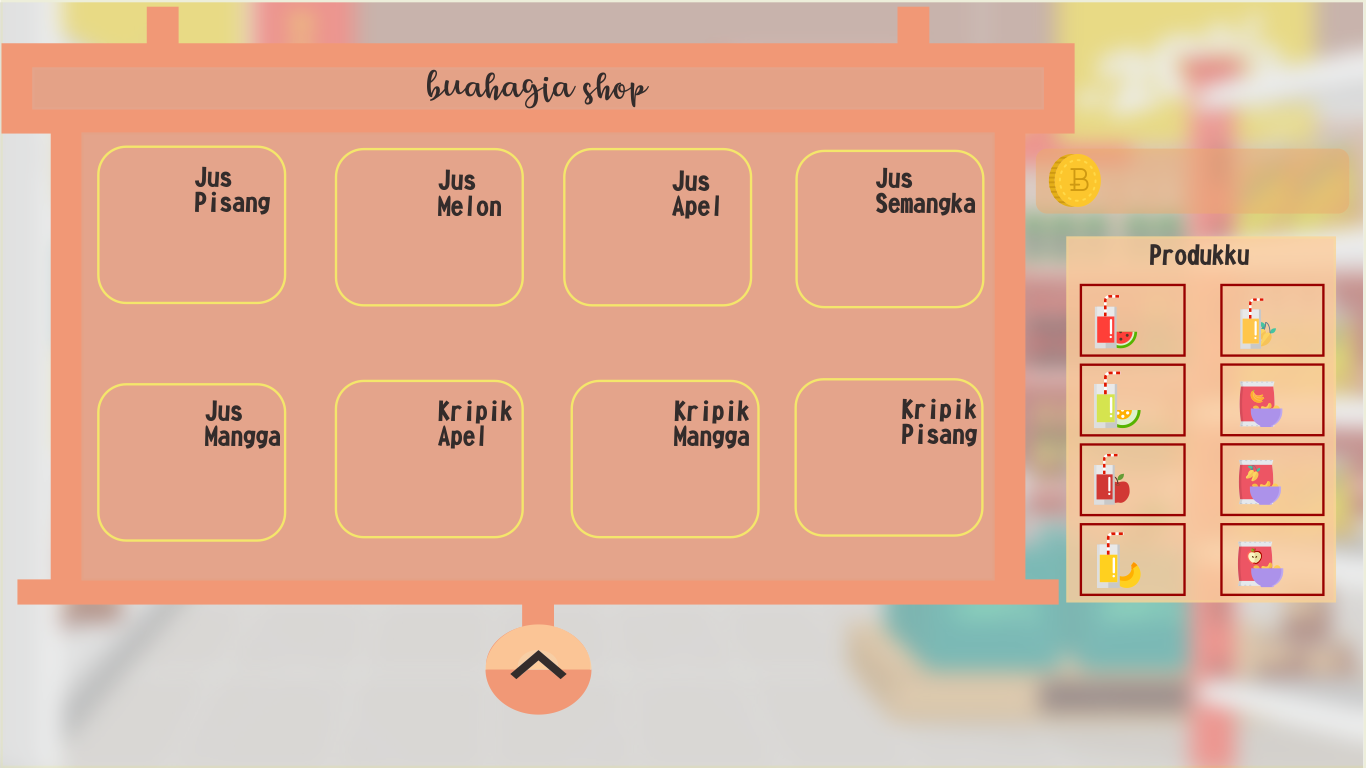 buahagia shop
Jus
Pisang
Jus
Melon
Jus
Apel
Jus
Semangka
Jus
Mangga
Kripik
Apel
Kripik
Mangga
Kripik
Pisang
Produkku